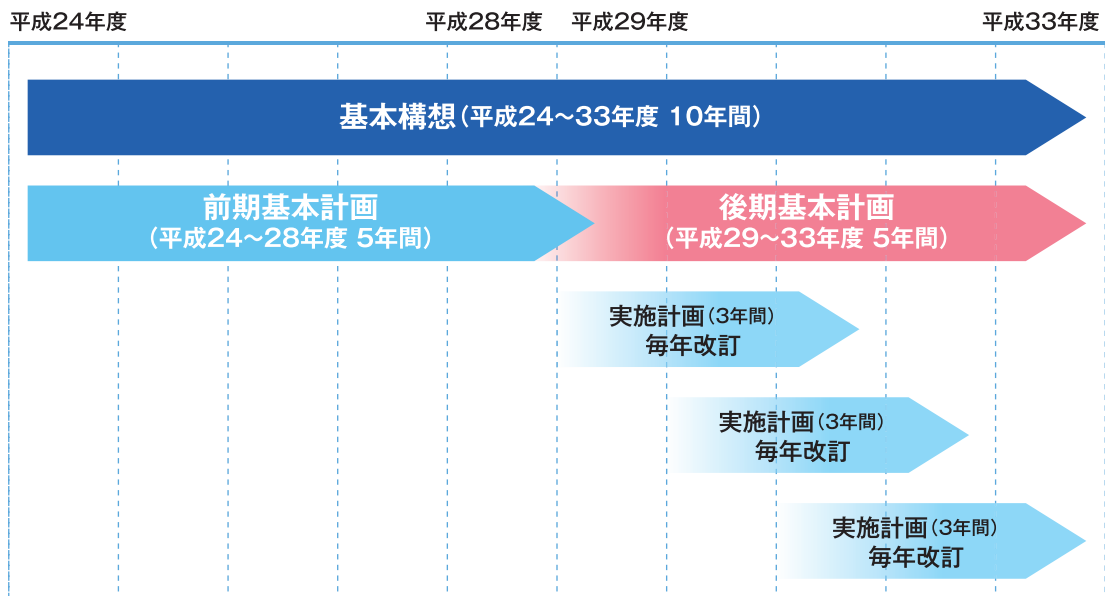 平成24年度 平成28年度 平成29年度 平成33年度
基本構想（平成24～33年度 10年間）
前期基本計画
（平成24～28年度 5年間）
後期基本計画
（平成29～33年度 5年間）
実施計画（3年間）
毎年改訂
実施計画（3年間）
毎年改訂
実施計画（3年間）
毎年改訂